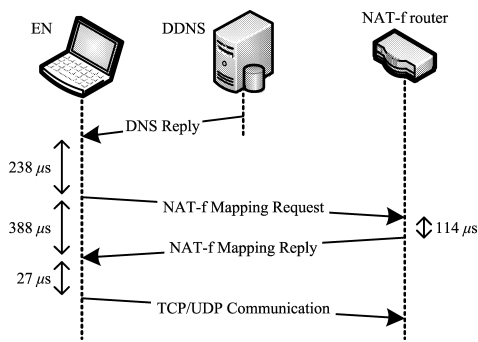 EN
DDNS
NAT-f router
DNS Reply
238 μs
NAT-f Mapping Request
388 μs
114 μs
NAT-f Mapping Reply
27 μs
TCP/UDP Communication